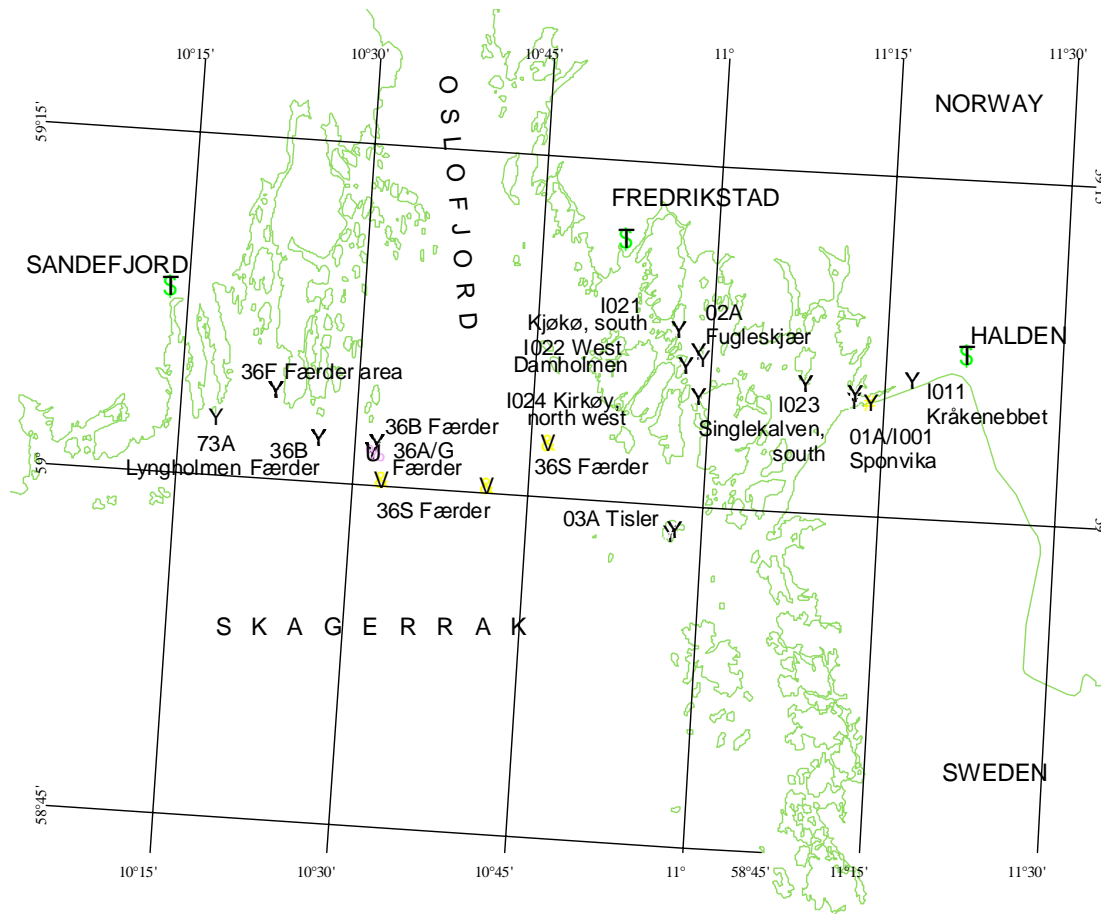 10°15'
10°30'
10°45'
11°
11°15'
11°30'
NORWAY
59°15'
OSLOFJORD
FREDRIKSTAD
T
S
SANDEFJORD
T
S
I021
Kjøkø, south
Y
02A
Fugleskjær
I022 West
Damholmen
Y
Y
Y
HALDEN
T
S
36F Færder area
Y
I024 Kirkøy,
north west
Y
I023
Singlekalven,
south
Y
Y
Y
Y
Y
I011
Kråkenebbet
01A/I001
Sponvika
Y
73A
Lyngholmen
Y
36B
Færder
Y
36B Færder
U
36A/G
Færder
V
36S Færder
V
V
36S Færder
59°
03A Tisler
Y
SKAGERRAK
SWEDEN
58°45'
10°15'
10°30'
10°45'
11°
58°45'
11°15'
11°30'